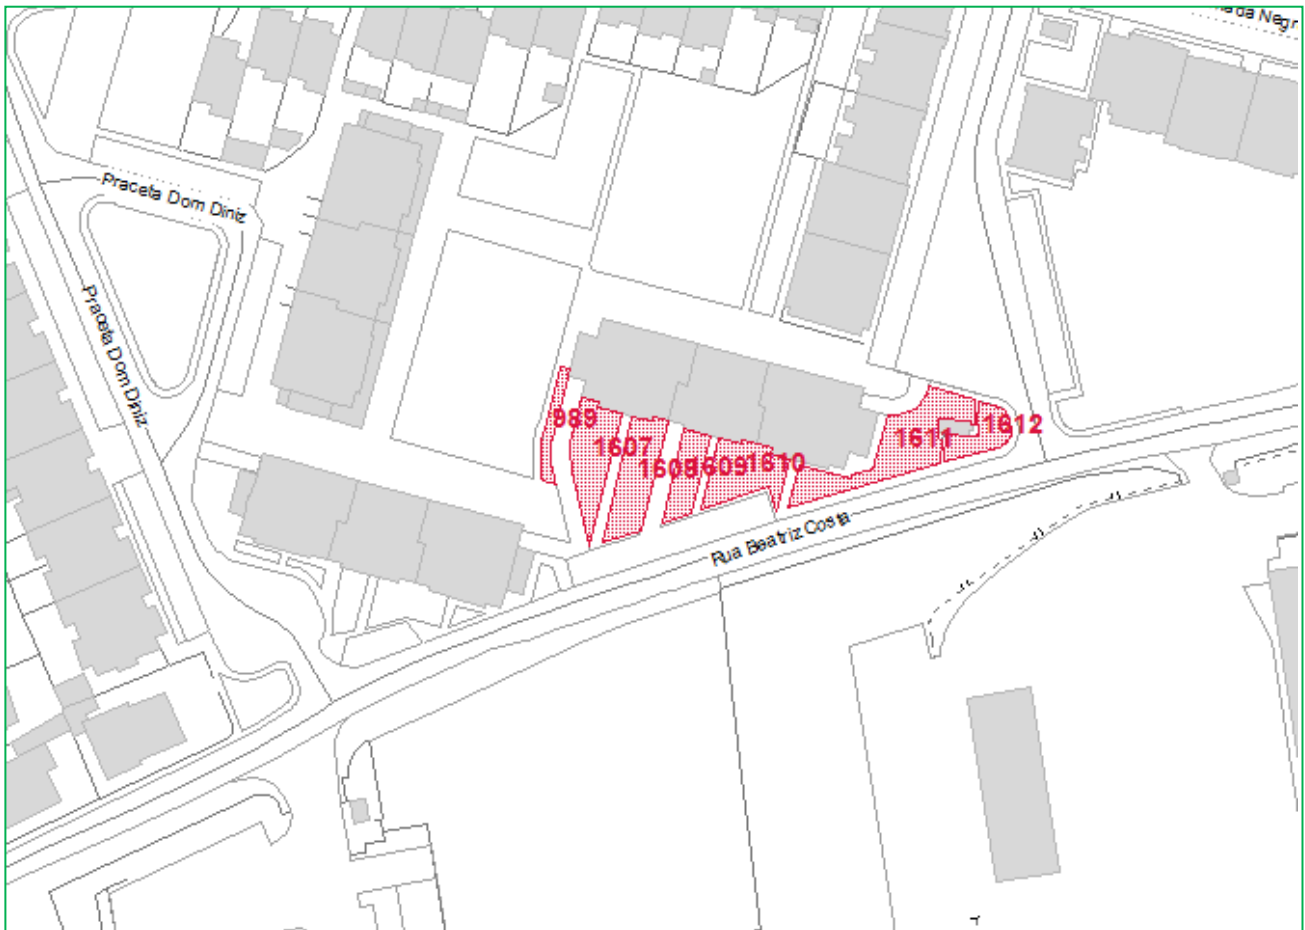 Praceta Dom Diniz
Praceta Dom Diniz
989
1607
1608
1609
1610
1611
1612
Rua Beatriz Costa